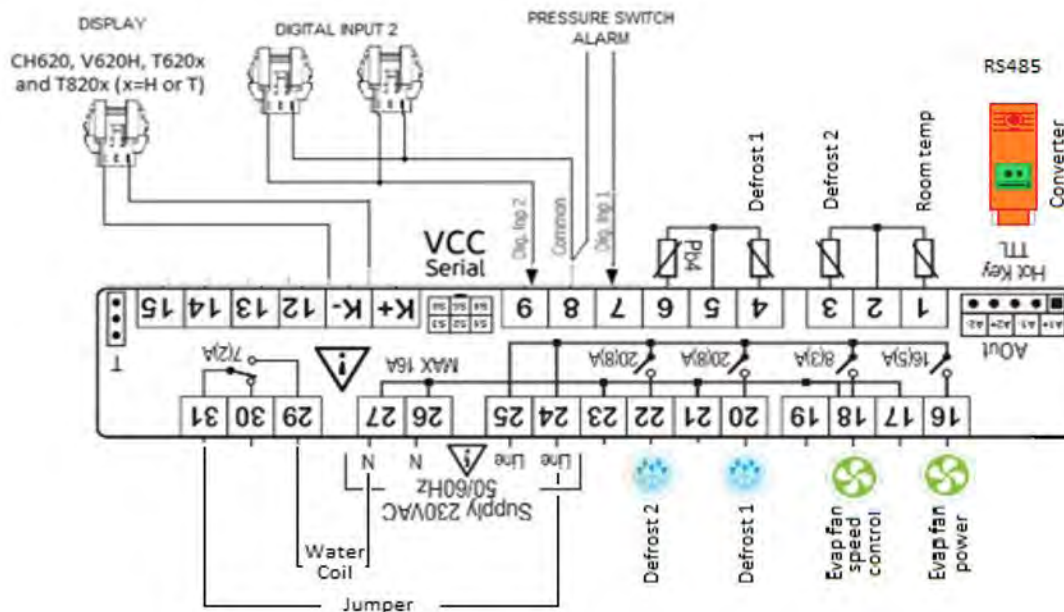 DISPLAY
CH620, V620H, T620x
and T820x (x=H or T)
DIGITAL INPUT 2
PRESSURE SWITCH
ALARM
RS485
Converter
TTL
Hot Key
Dig. Inp 2
Common
Dig. Inp 1
Pb4
Defrost 1
Defrost 2
Room temp
VCC
Serial
15
14
13
12
K-
K+
9
8
7
6
5
4
3
2
1
A2-
A2+
A1-
A1+
AOut
T
7(2)A
MAX 16A
20(8)A
20(8)A
8(3)A
16(5)A
31
30
29
27
26
25
24
23
22
21
20
19
18
17
16
N
N
Line
Line
Supply 230VAC
50/60Hz
Water
Coil
Jumper
Defrost 2
Defrost 1
Evap fan
speed
control
Evap fan
power